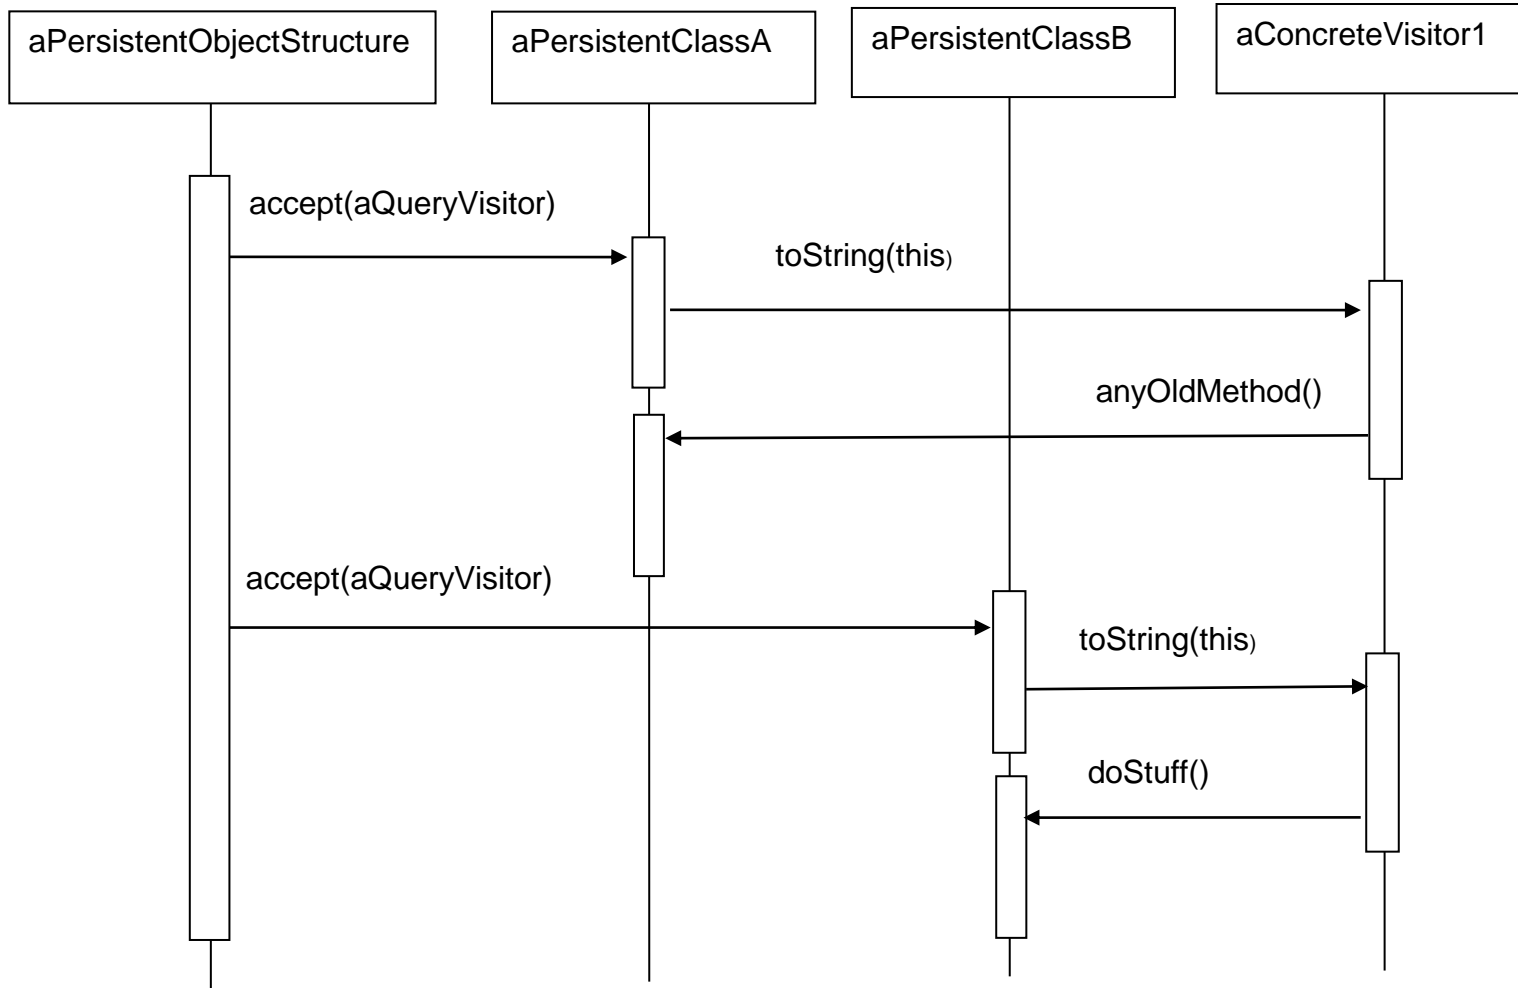 aPersistentObjectStructure
aPersistentClassA
aPersistentClassB
aConcreteVisitor1
accept(aQueryVisitor)
toString(this)
anyOldMethod()
accept(aQueryVisitor)
toString(this)
doStuff()